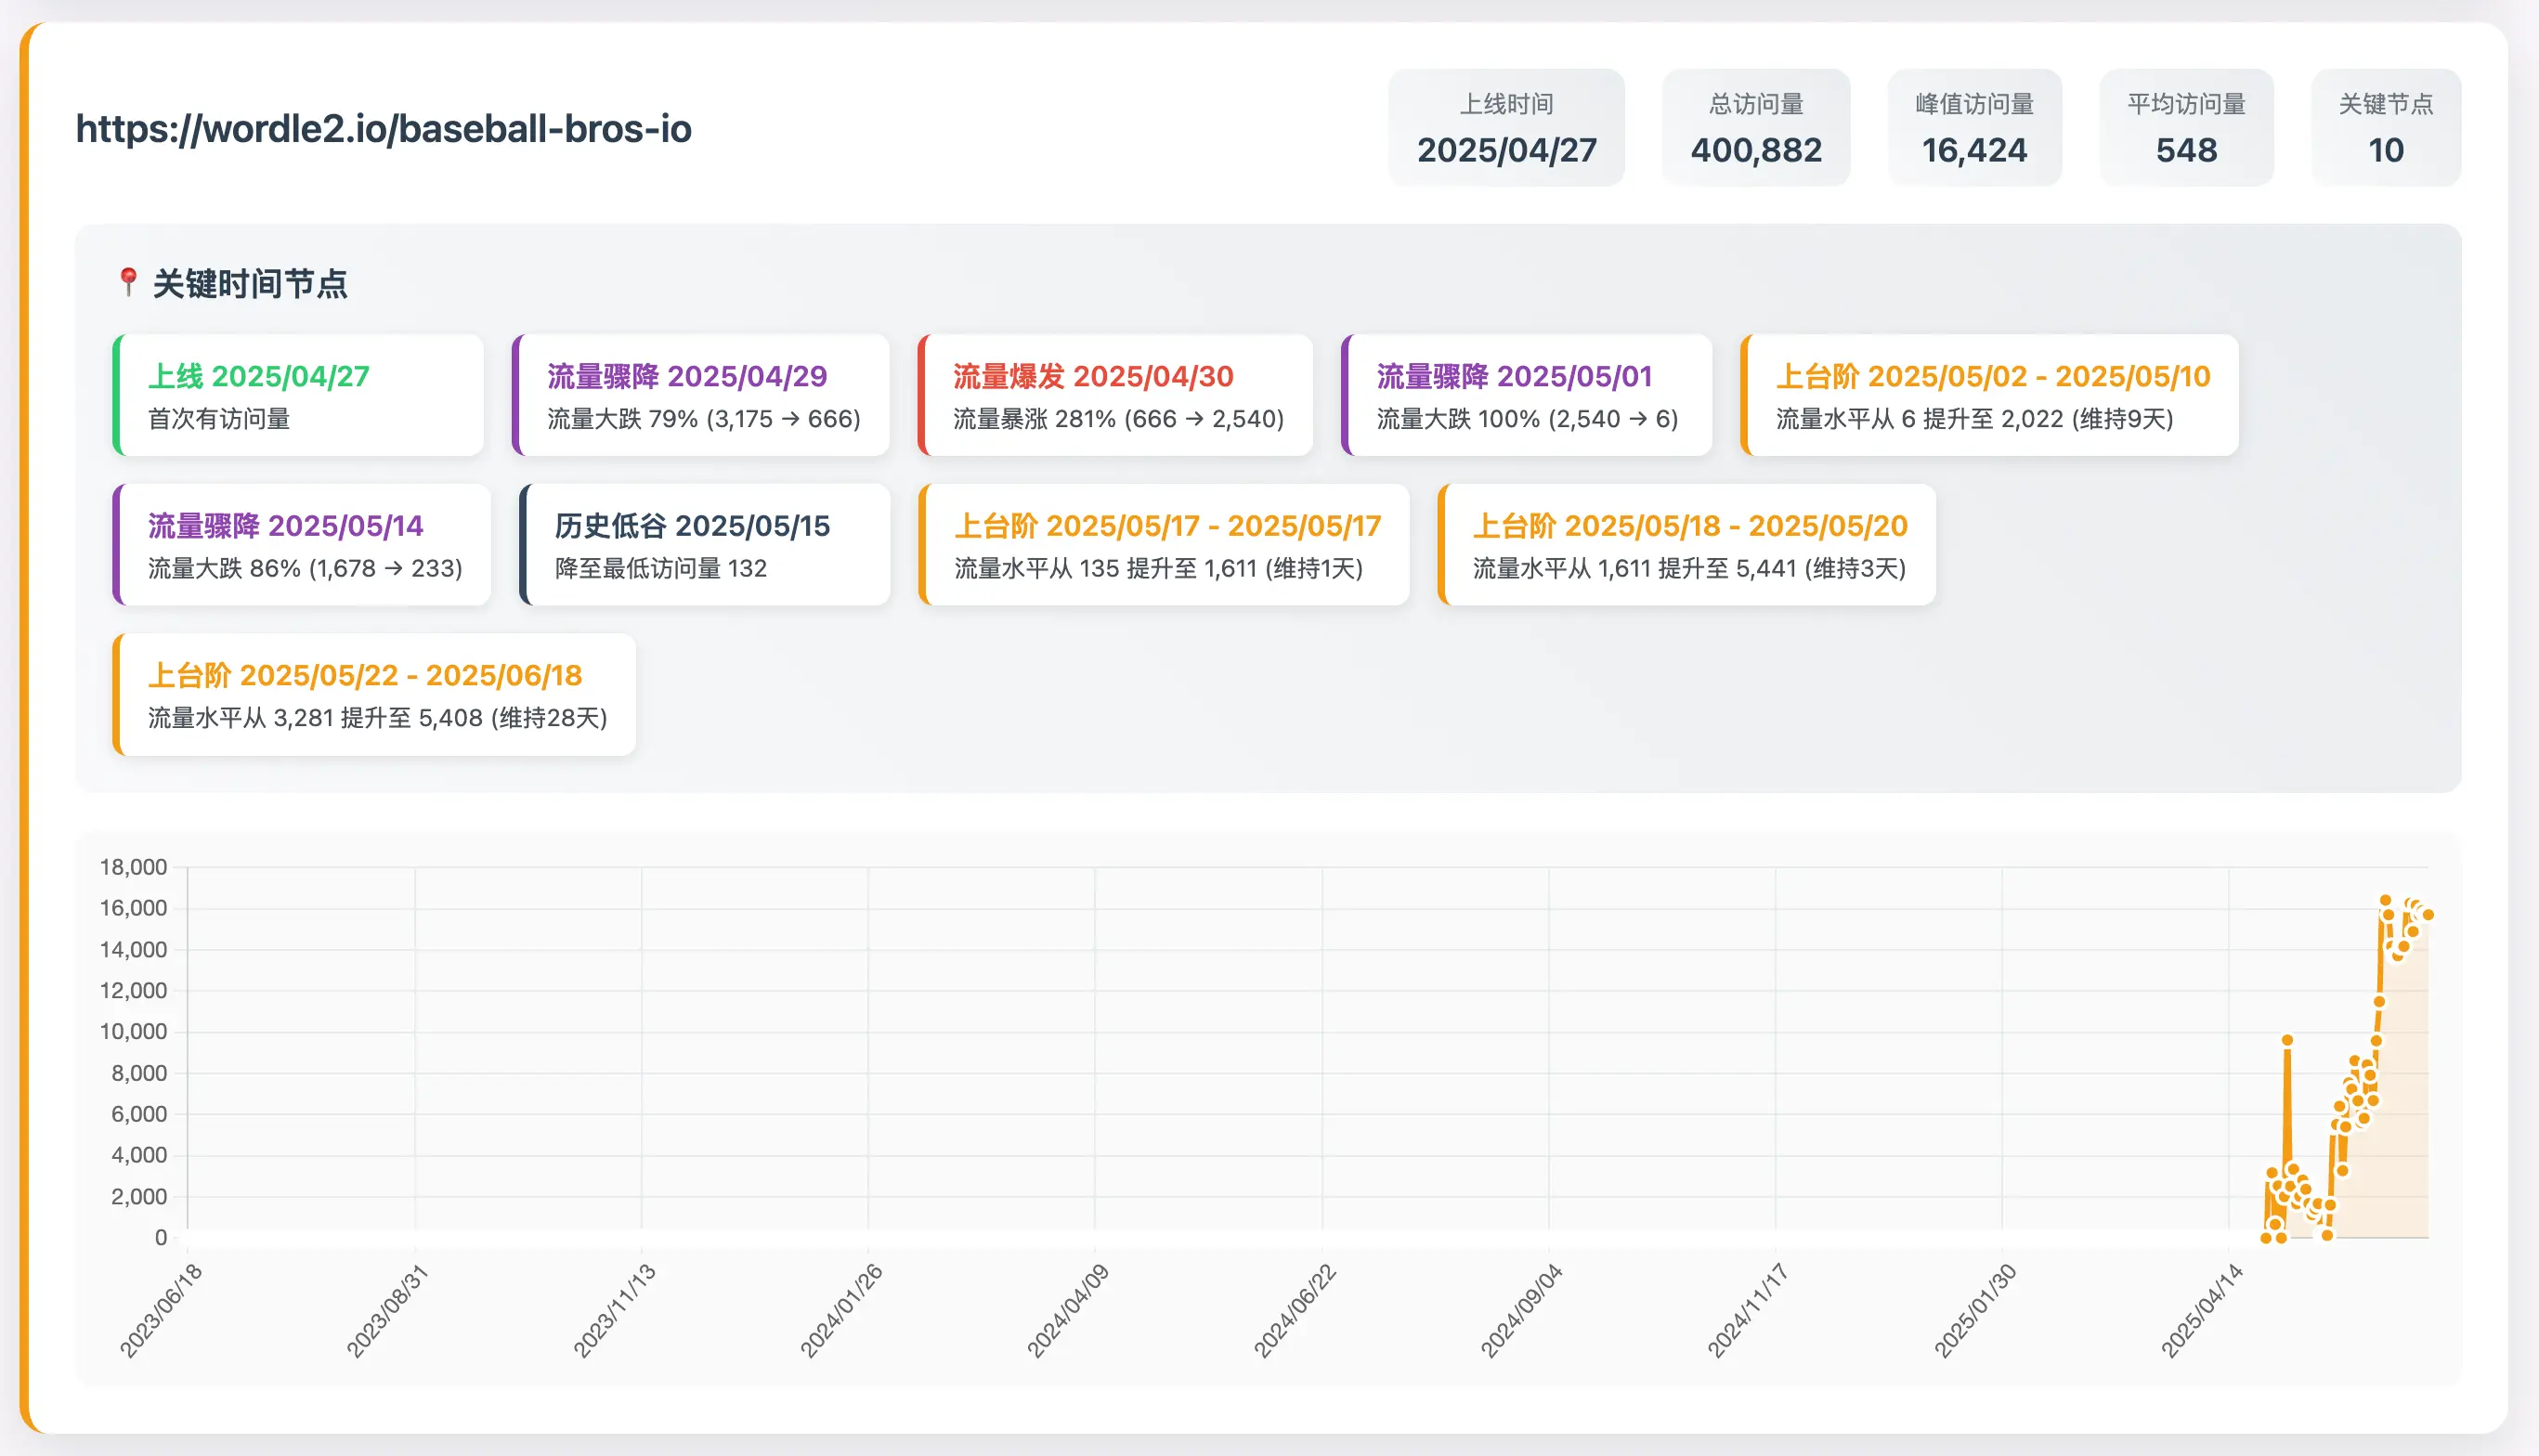 https://wordle2.io/baseball-bros-io
上线时间
2025/04/27
总访问量
400,882
峰值访问量
16,424
平均访问量
548
关键节点
10
📍 关键时间节点
上线 2025/04/27
首次有访问量
流量骤降 2025/04/29
流量大跌 79% (3,175 → 666)
流量爆发 2025/04/30
流量暴涨 281% (666 → 2,540)
流量骤降 2025/05/01
流量大跌 100% (2,540 → 6)
上台阶 2025/05/02 - 2025/05/10
流量水平从 6 提升至 2,022 (维持9天)
流量骤降 2025/05/14
流量大跌 86% (1,678 → 233)
历史低谷 2025/05/15
降至最低访问量 132
上台阶 2025/05/17 - 2025/05/17
流量水平从 135 提升至 1,611 (维持1天)
上台阶 2025/05/18 - 2025/05/20
流量水平从 1,611 提升至 5,441 (维持3天)
上台阶 2025/05/22 - 2025/06/18
流量水平从 3,281 提升至 5,408 (维持28天)
18,000
16,000
14,000
12,000
10,000
8,000
6,000
4,000
2,000
0
2023/06/18
2023/08/31
2023/11/13
2024/01/26
2024/04/09
2024/06/22
2024/09/04
2024/11/17
2025/01/30
2025/04/14